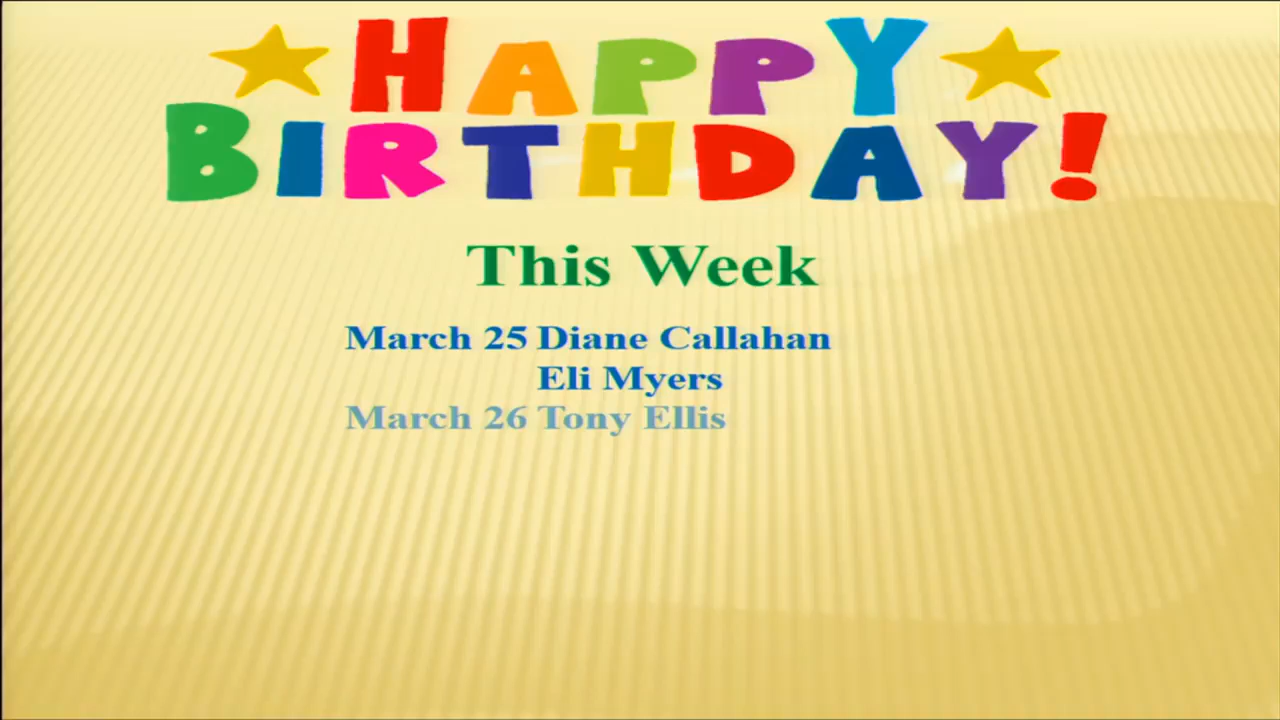 HAPPY
BIRTHDAY!
This Week
March 25 Diane Callahan
Eli Myers
March 26 Tony Ellis